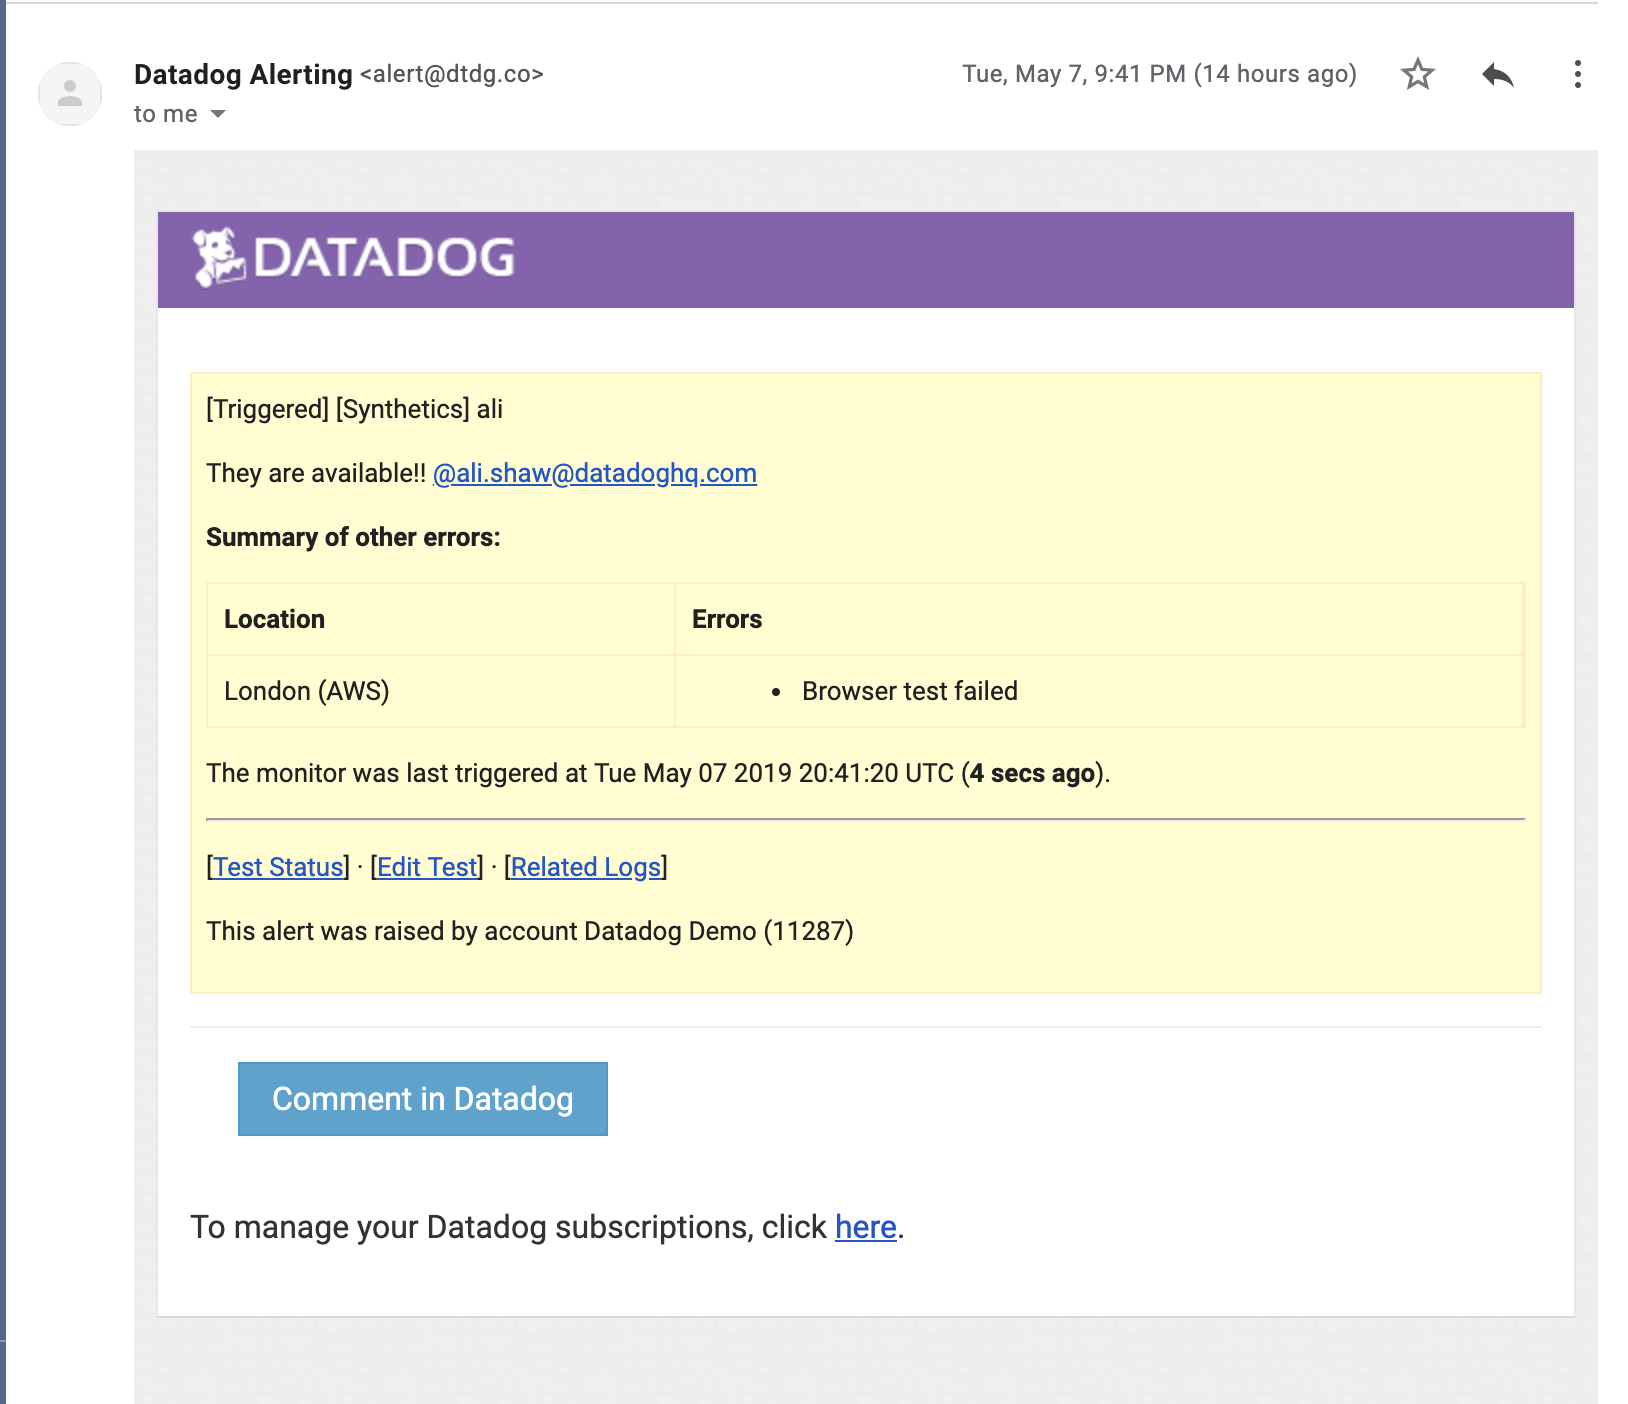 Datadog Alerting <alert@dtdg.co>
Tue, May 7, 9:41 PM (14 hours ago)
to me
DATADOG
[Triggered] [Synthetics] ali
They are available!! @ali.shaw@datadoghq.com
Summary of other errors:
Location Errors
London (AWS) • Browser test failed
The monitor was last triggered at Tue May 07 2019 20:41:20 UTC (4 secs ago).
[Test Status] · [Edit Test] · [Related Logs]
This alert was raised by account Datadog Demo (11287)
Comment in Datadog
To manage your Datadog subscriptions, click here.